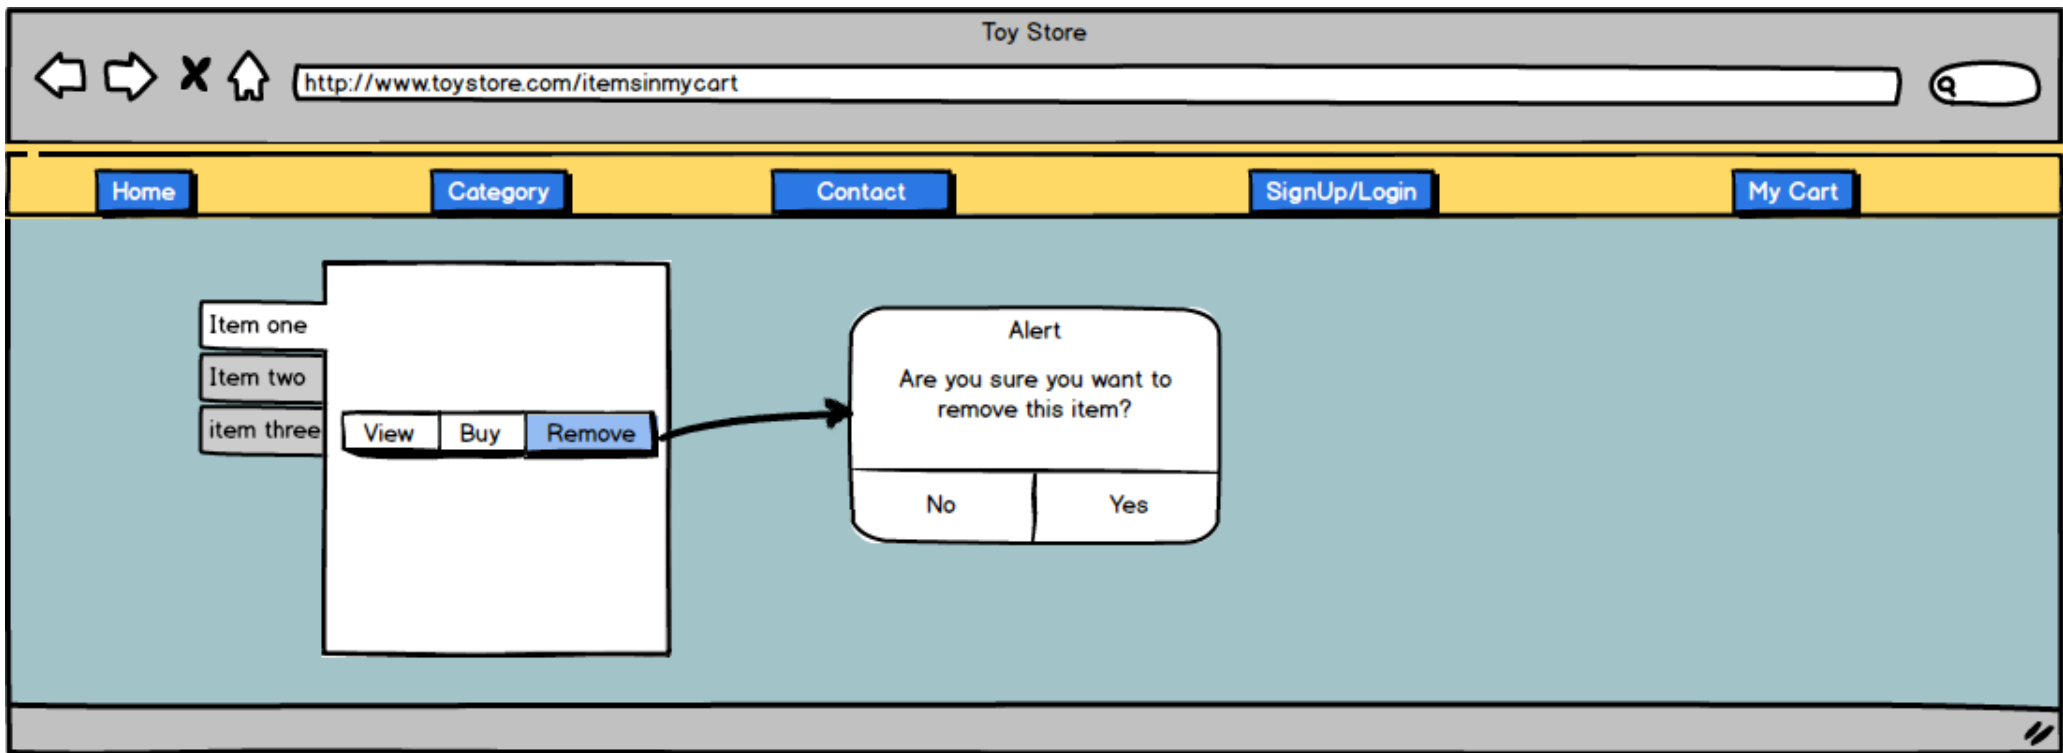 Toy Store
http://www.toystore.com/itemsinmycart
Home
Category
Contact
SignUp/Login
My Cart
Item one
Item two
item three
View
Buy
Remove
Alert
Are you sure you want to
remove this item?
No
Yes